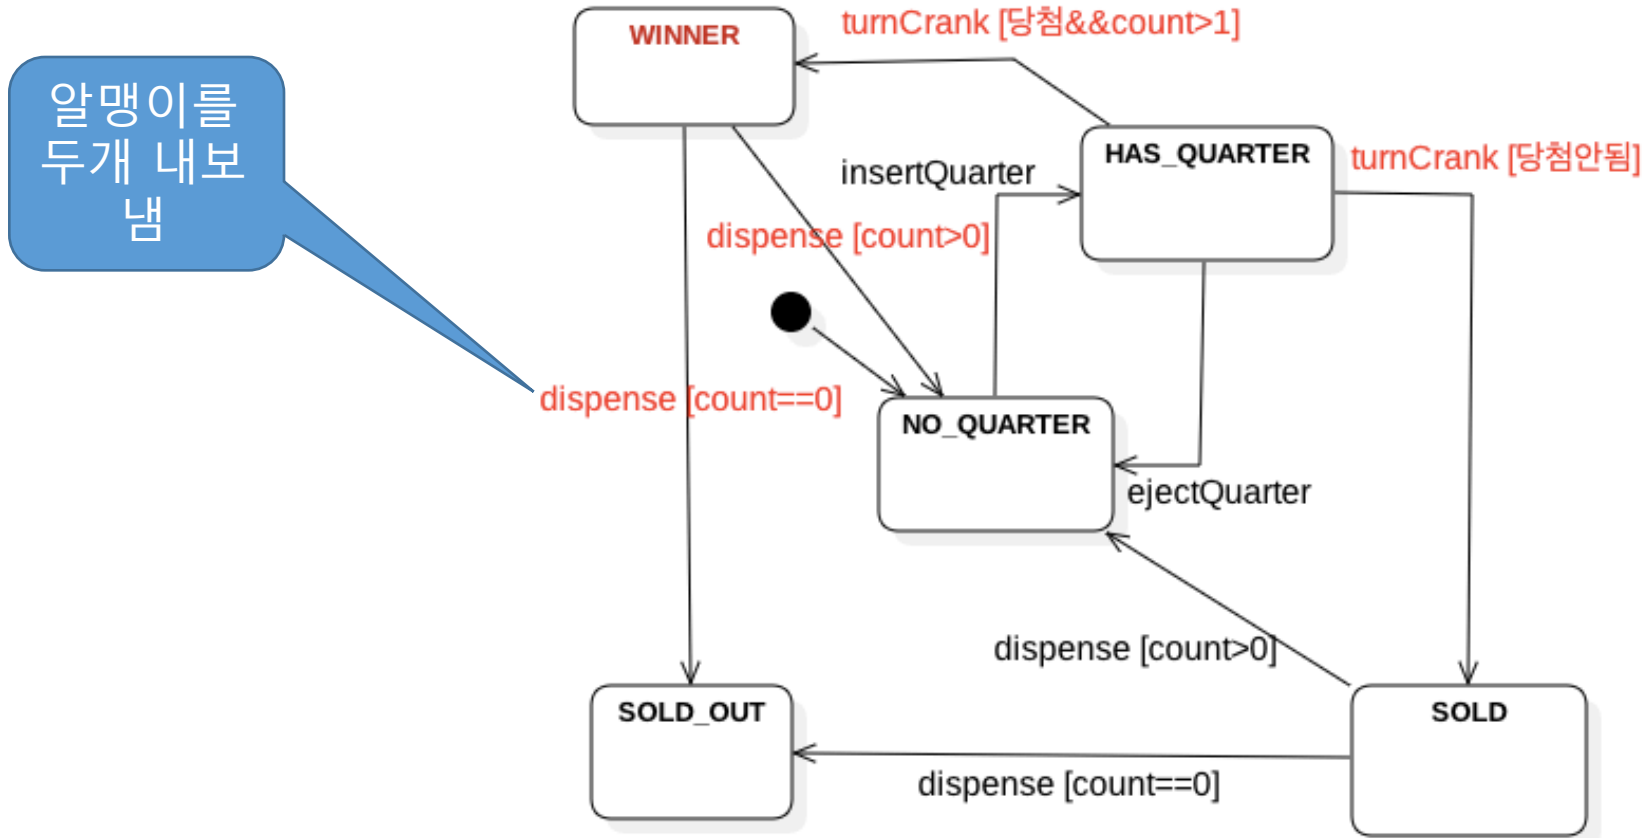 WINNER
turnCrank [당첨&&count>1]
알맹이를
두개 내보
냄
HAS_QUARTER
turnCrank [당첨안됨]
insertQuarter
dispense [count>0]
dispense [count==0]
NO_QUARTER
ejectQuarter
dispense [count>0]
SOLD_OUT
SOLD
dispense [count==0]